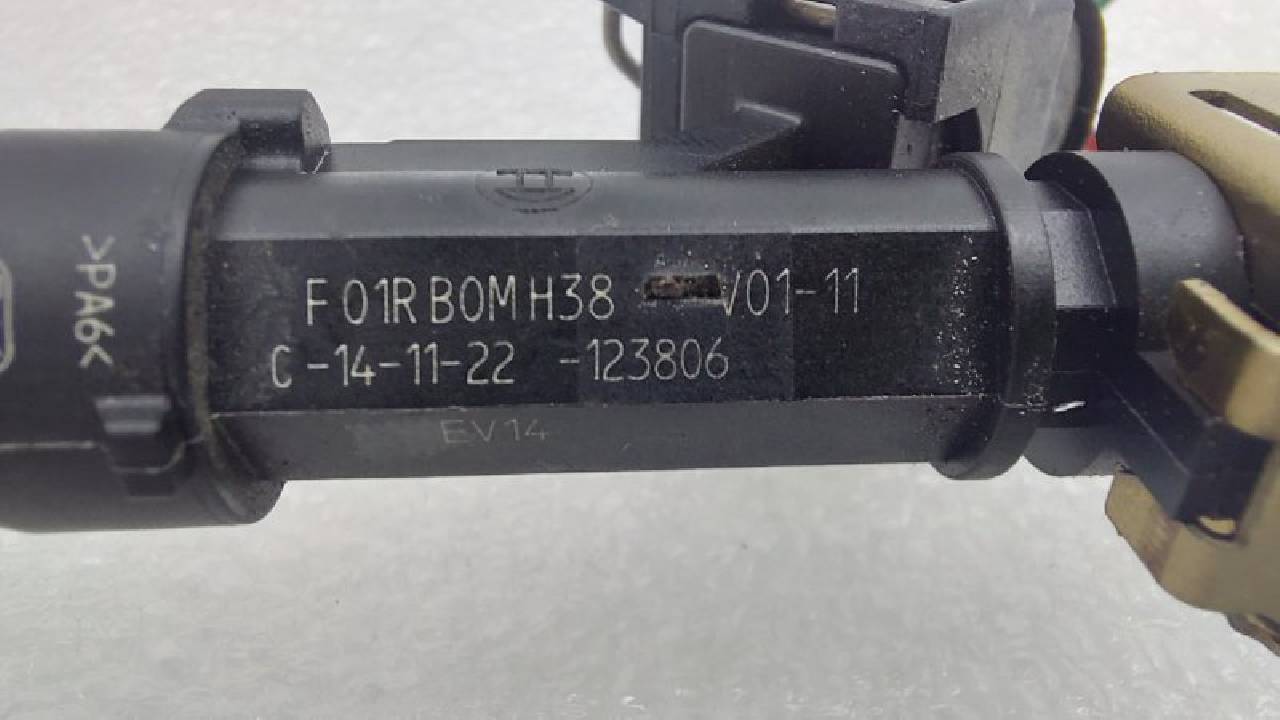 >PA6<
F 01R B0M H38 V01-11
C -14-11-22 -123806
EV14